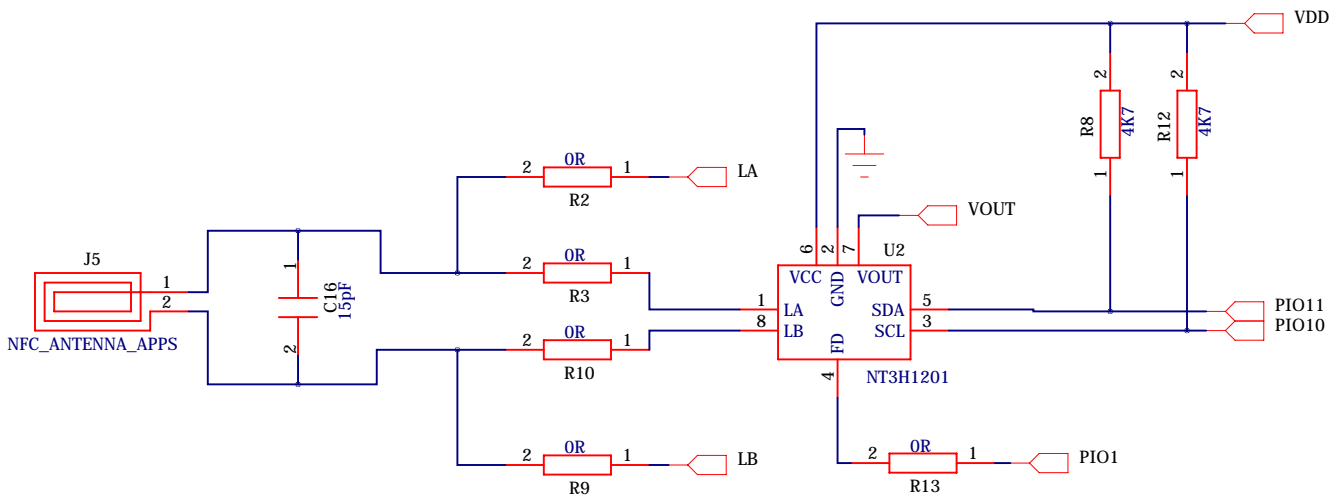 VDD
2
R8
4K7
1
2
R12
4K7
1
2
0R
1
R2
LA
VOUT
6
2
7
U2
VCC
GND
VOUT
J5
1
2
NFC_ANTENNA_APPS
1
C16
15pF
2
2
0R
1
R3
1
LA
SDA
5
PIO11
8
LB
SCL
3
PIO10
2
0R
1
R10
FD
4
NT3H1201
2
0R
1
R9
LB
2
0R
1
R13
PIO1